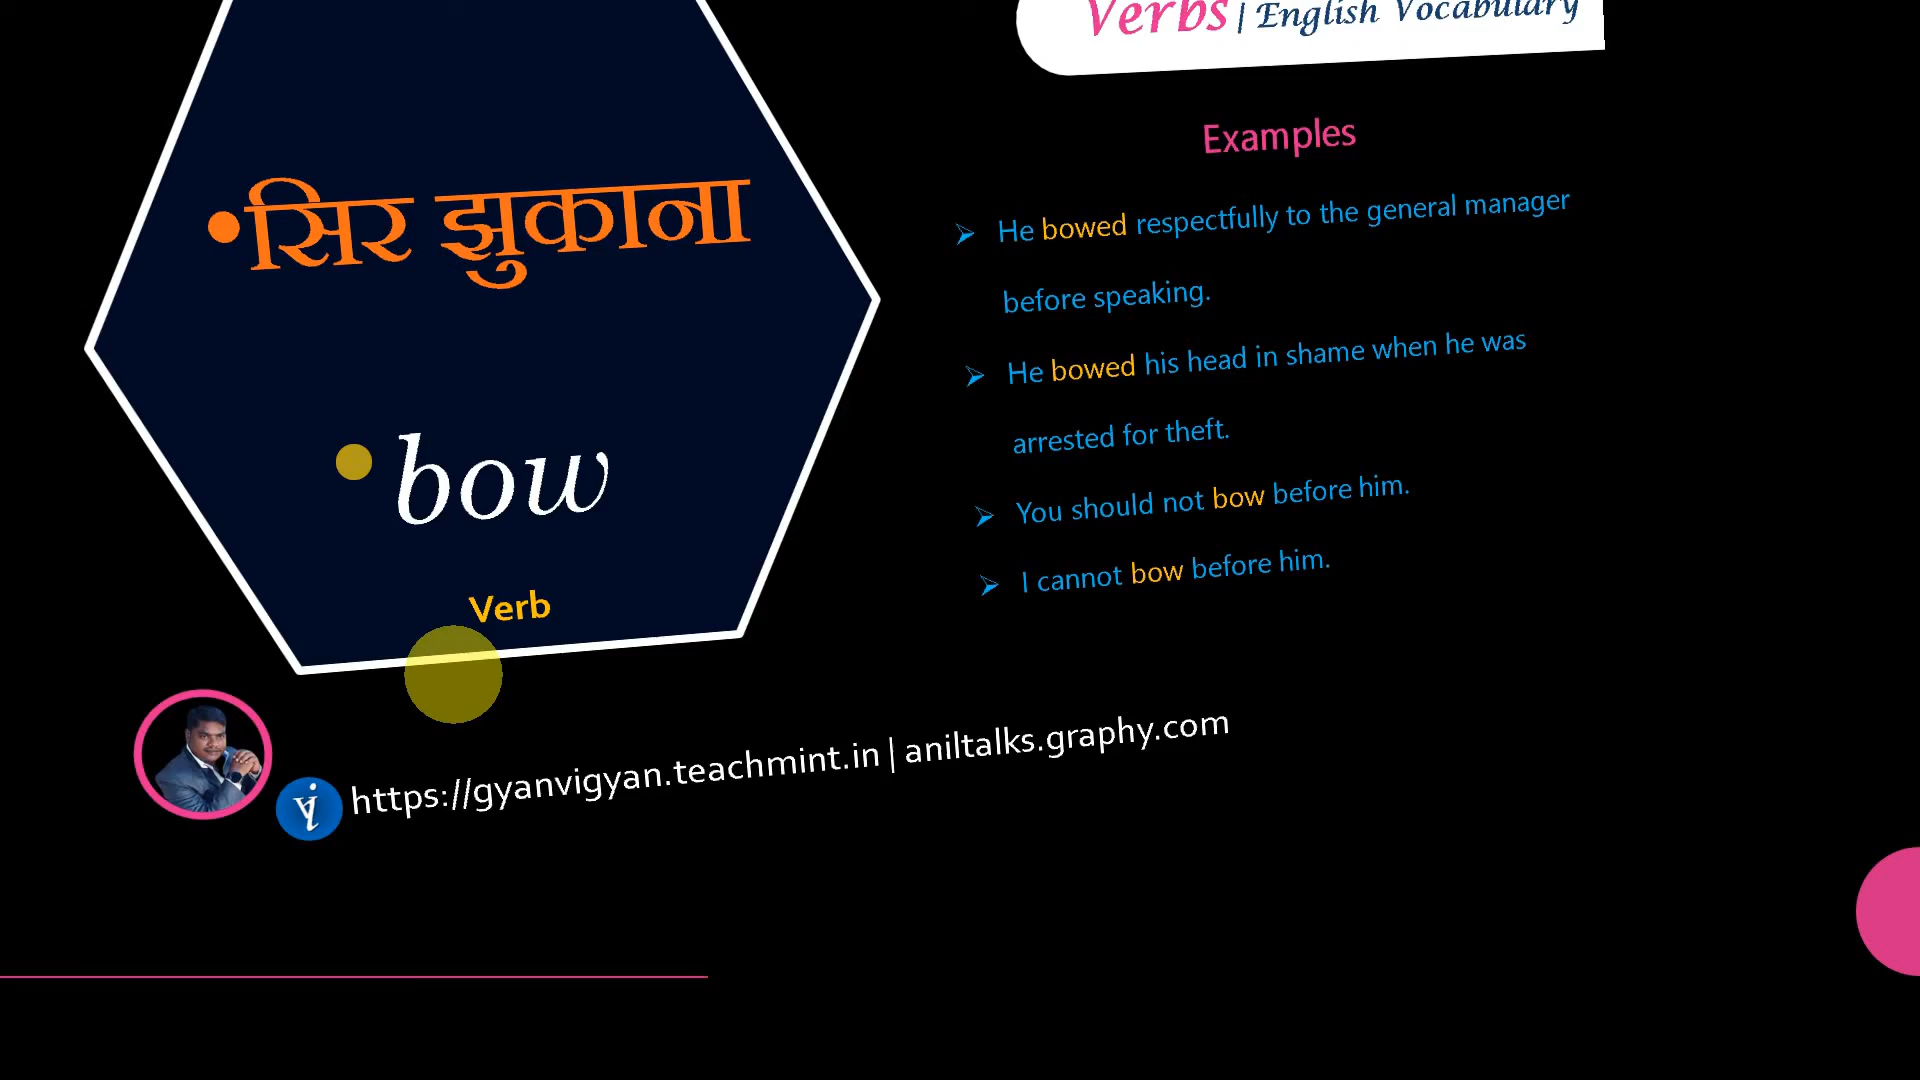 Verbs | English Vocabulary
•सिर झुकाना
•bow
Verb
Examples
➢ He bowed respectfully to the general manager
before speaking.
➢ He bowed his head in shame when he was
arrested for theft.
➢ You should not bow before him.
➢ I cannot bow before him.
https://gyanvigyan.teachmint.in | aniltalks.graphy.com